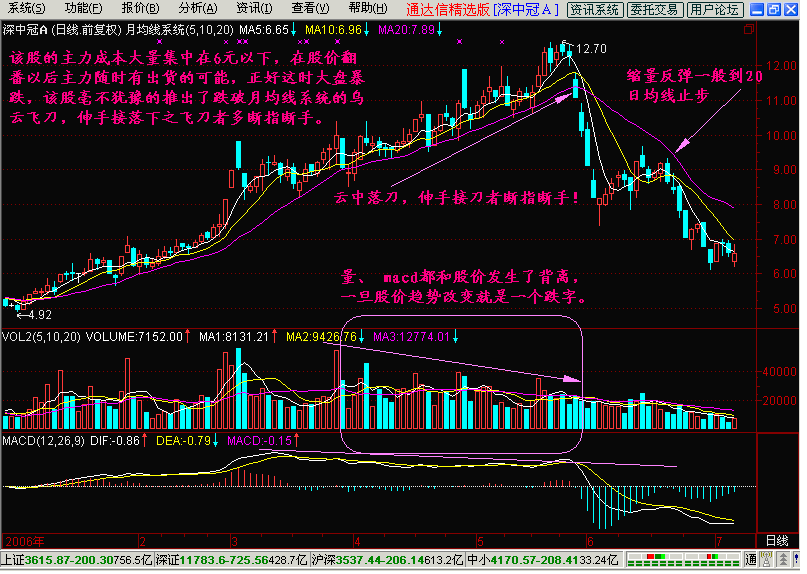 系统(S) 功能(F) 报价(B) 分析(A) 资讯(I) 查看(V) 帮助(H) 通达信精选版 [深中冠A] 资讯系统 委托交易 用户论坛
深中冠A (日线.前复权) 月均线系统(5,10,20) MA5:6.65↓ MA10:6.96↓ MA20:7.89↓
该股的主力成本大量集中在6元以下，在股价翻
番以后主力随时有出货的可能，正好这时大盘暴
跌，该股毫不犹豫的推出了跌破月均线系统的乌
云飞刀，伸手接落下之飞刀者多断指断手。
12.70
缩量反弹一般到20
日均线止步
云中落刀，伸手接刀者断指断手！
量、 macd都和股价发生了背离，
一旦股价趋势改变就是一个跌字。
4.92
12.00
11.00
10.00
9.00
8.00
7.00
6.00
5.00
VOL2(5,10,20) VOLUME:7152.00↑ MA1:8131.21↑ MA2:9426.76↓ MA3:12774.01↓
40000
20000
MACD(12,26,9) DIF:-0.86↑ DEA:-0.79↓ MACD:-0.15↑
0.00
2006年 2 3 4 5 6 7 日线
上证3615.87 -200.30 756.5亿 深证11783.6 -725.56 428.7亿 沪深3537.44 -206.14 613.2亿 中小4170.57 -208.41 33.24亿 通